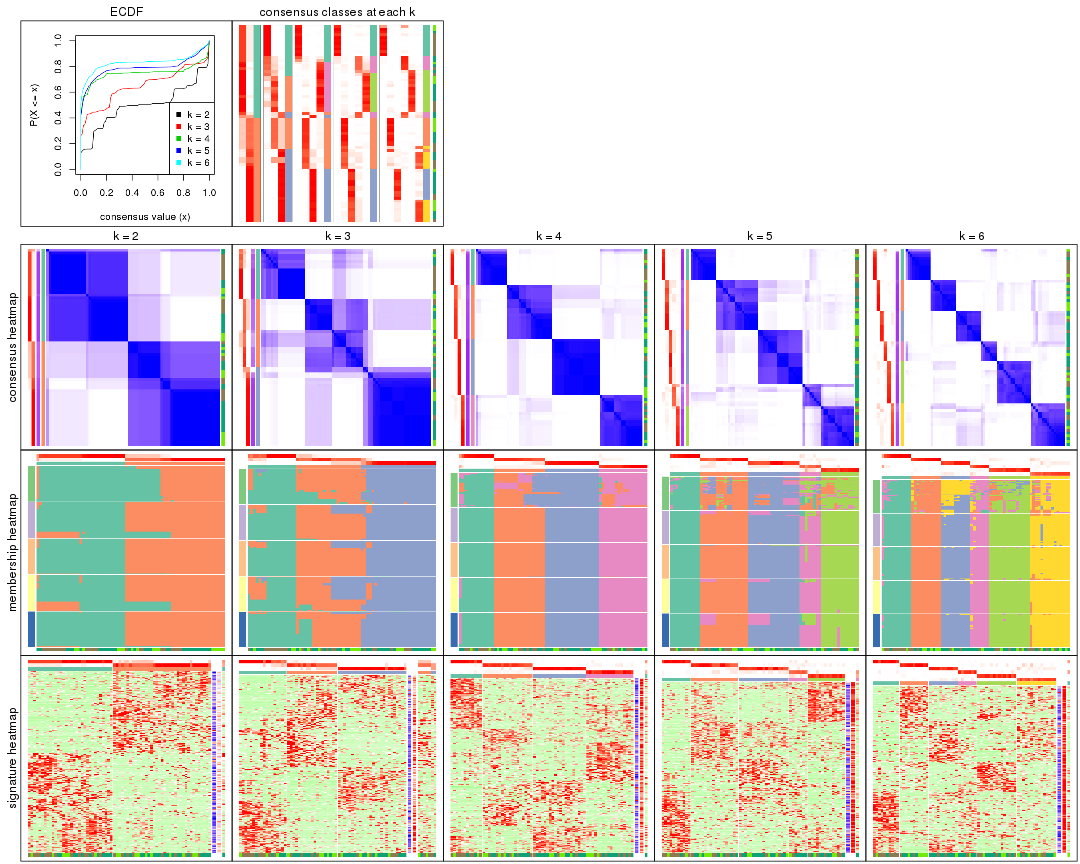 ECDF
consensus classes at each k
P(X <= x)
0.0
0.2
0.4
0.6
0.8
1.0
k = 2
k = 3
k = 4
k = 5
k = 6
0.0 0.2 0.4 0.6 0.8 1.0
consensus value (x)
k = 2
k = 3
k = 4
k = 5
k = 6
consensus heatmap
membership heatmap
signature heatmap